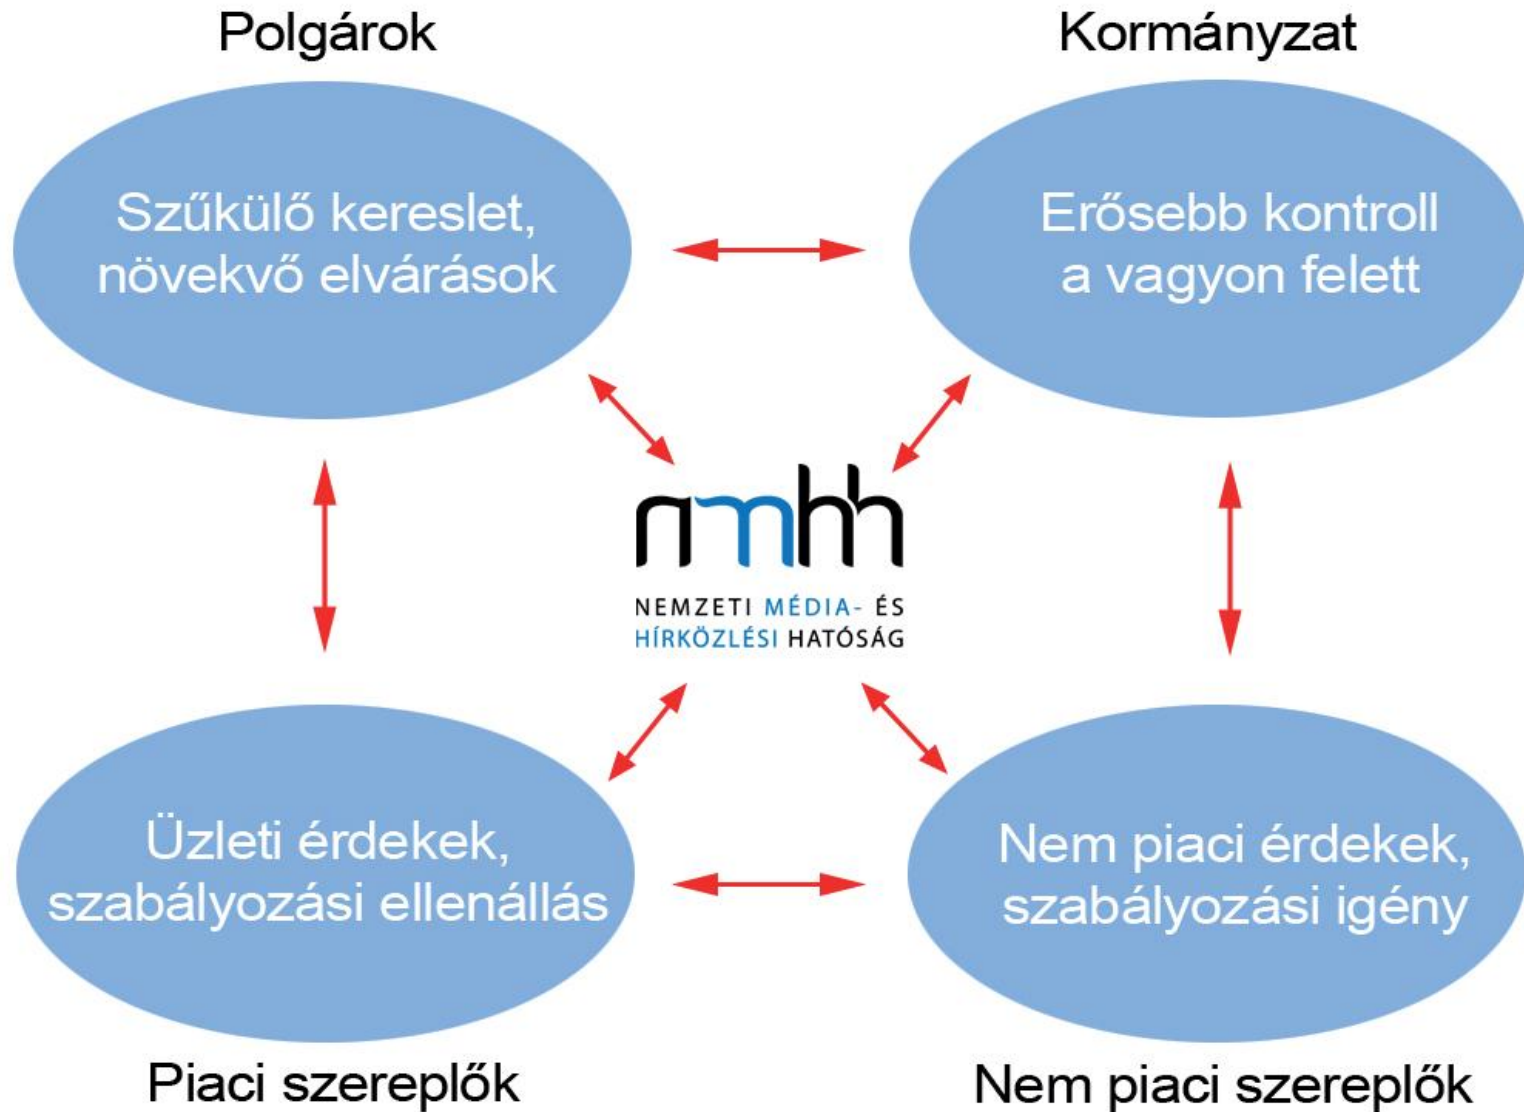 Polgárok
Kormányzat
Szűkülő kereslet,
növekvő elvárások
Erősebb kontroll
a vagyon felett
nmhh
NEMZETI MÉDIA- ÉS
HÍRKÖZLÉSI HATÓSÁG
Üzleti érdekek,
szabályozási ellenállás
Nem piaci érdekek,
szabályozási igény
Piaci szereplők
Nem piaci szereplők